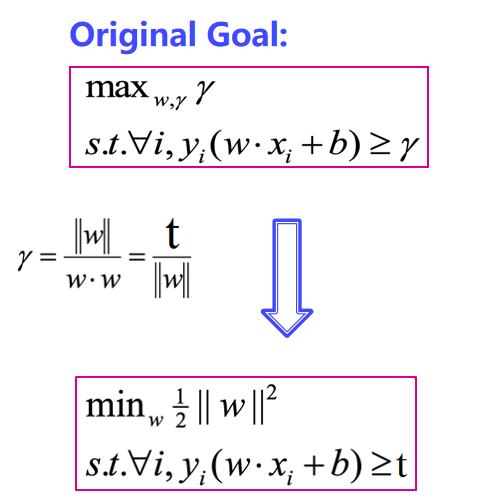 Original Goal:
max_{w,γ} γ
s.t.∀i, y_i(w·x_i + b) ≥ γ
γ = ||w|| / w·w = t / ||w||
min_w 1/2 || w ||^2
s.t.∀i, y_i(w·x_i + b) ≥ t